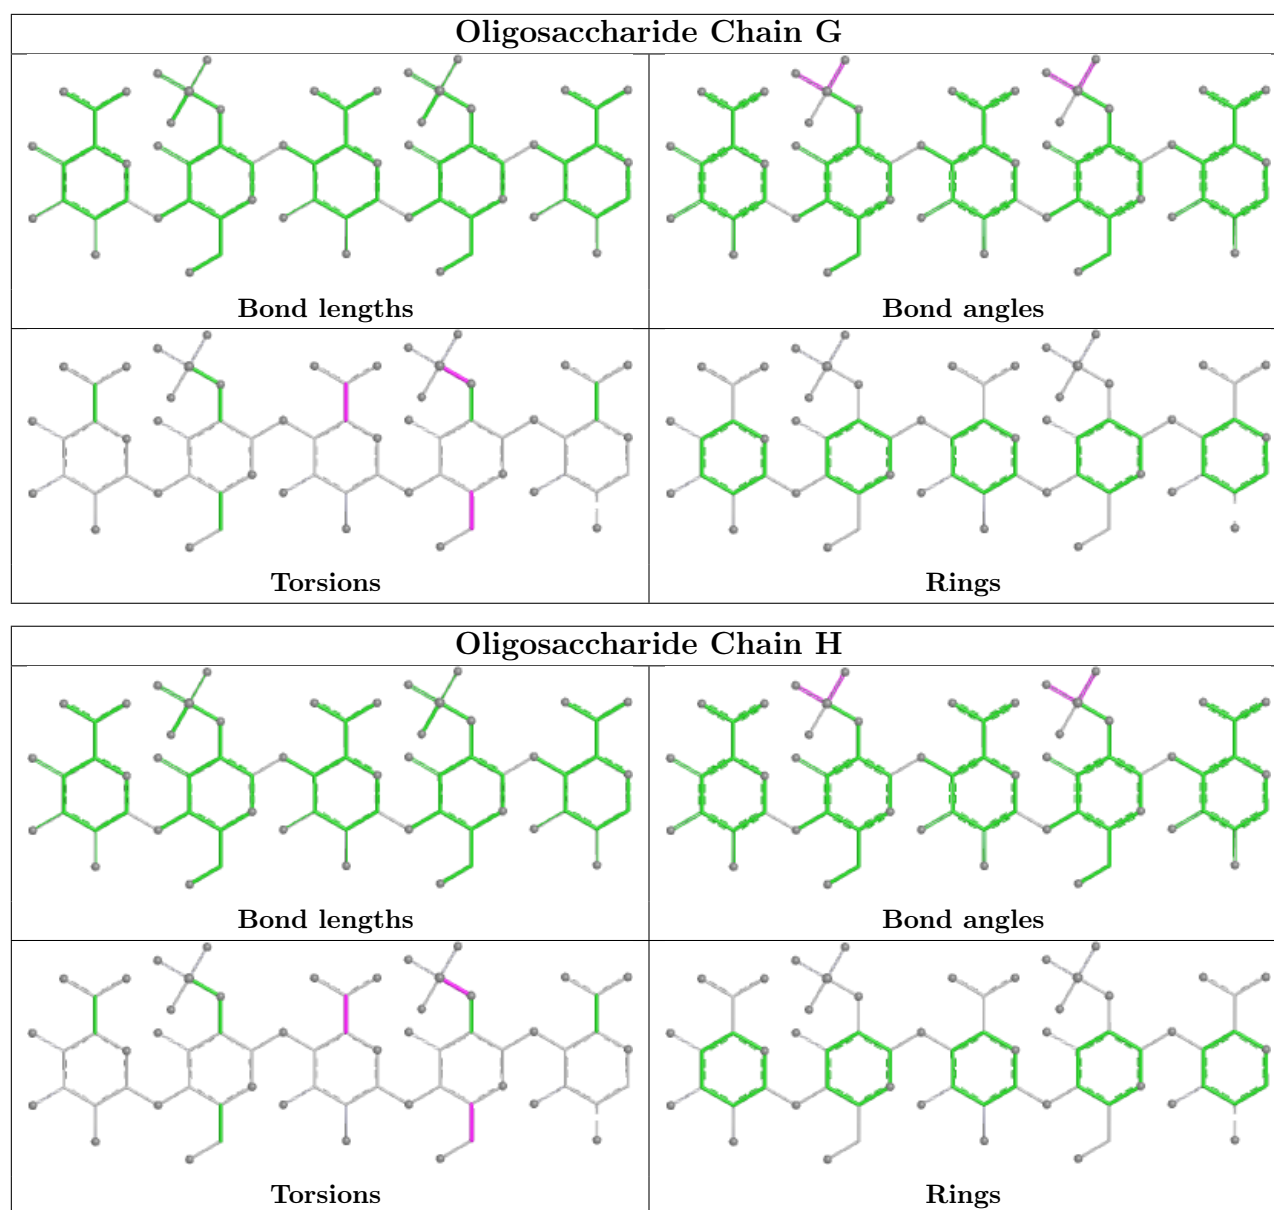 Oligosaccharide Chain G
Bond lengths
Bond angles
Torsions
Rings
Oligosaccharide Chain H
Bond lengths
Bond angles
Torsions
Rings